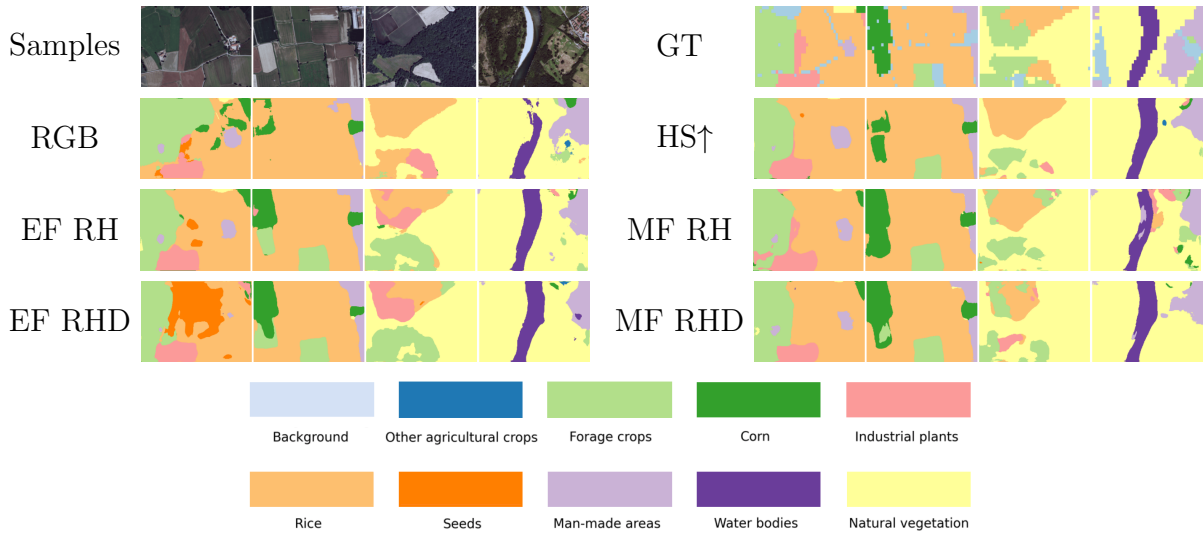 Samples
GT
RGB
HS↑
EF RH
MF RH
EF RHD
MF RHD
Background
Other agricultural crops
Forage crops
Corn
Industrial plants
Rice
Seeds
Man-made areas
Water bodies
Natural vegetation